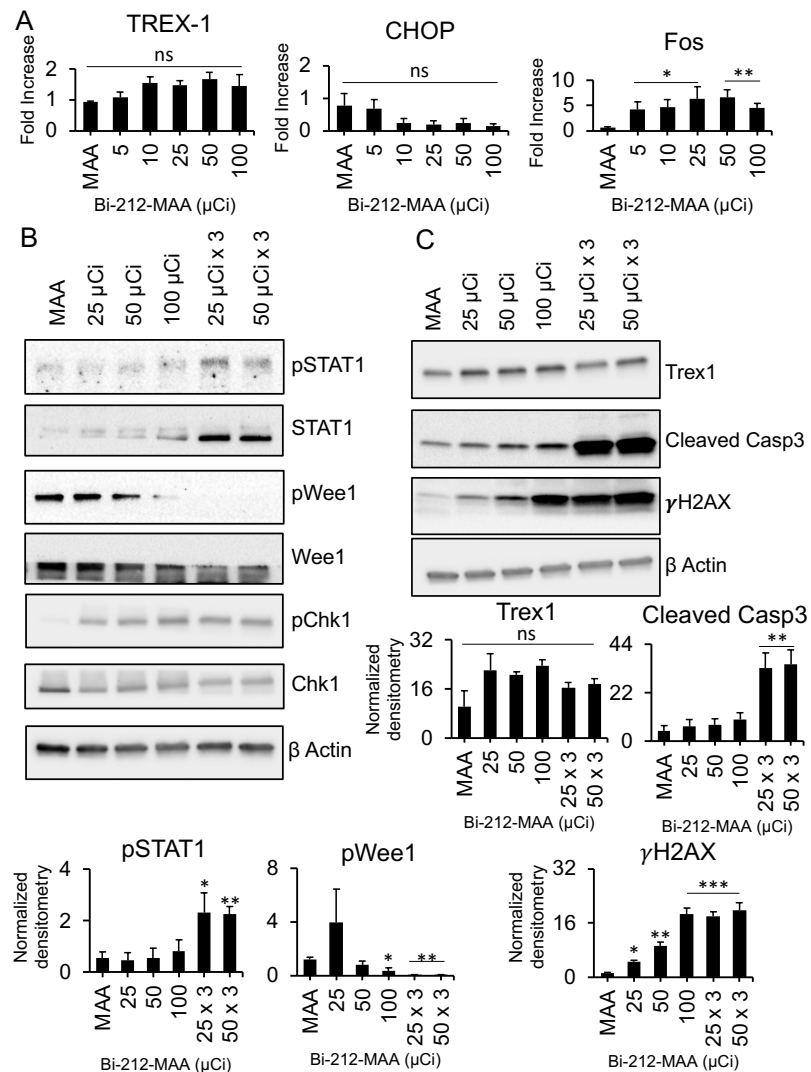 A
TREX-1
CHOP
Fos
ns
ns
*
**
Fold Increase
2
1
0
Fold Increase
2
1
0
Fold Increase
10
5
0
MAA
5
10
25
50
100
MAA
5
10
25
50
100
MAA
5
10
25
50
100
Bi-212-MAA (µCi)
Bi-212-MAA (µCi)
Bi-212-MAA (µCi)
B
MAA
25 µCi
50 µCi
100 µCi
25 µCi x 3
50 µCi x 3
pSTAT1
STAT1
pWee1
Wee1
pChk1
Chk1
β Actin
C
MAA
25 µCi
50 µCi
100 µCi
25 µCi x 3
50 µCi x 3
Trex1
Cleaved Casp3
γH2AX
β Actin
Trex1
ns
Normalized
densitometry
32
16
0
MAA
25
50
100
25 x 3
50 x 3
Bi-212-MAA (µCi)
Cleaved Casp3
**
44
22
0
MAA
25
50
100
25 x 3
50 x 3
Bi-212-MAA (µCi)
pSTAT1
Normalized
densitometry
4
2
0
*
**
MAA
25
50
100
25 x 3
50 x 3
Bi-212-MAA (µCi)
pWee1
8
4
0
*
**
MAA
25
50
100
25 x 3
50 x 3
Bi-212-MAA (µCi)
γH2AX
Normalized
densitometry
32
16
0
*
**
***
MAA
25
50
100
25 x 3
50 x 3
Bi-212-MAA (µCi)